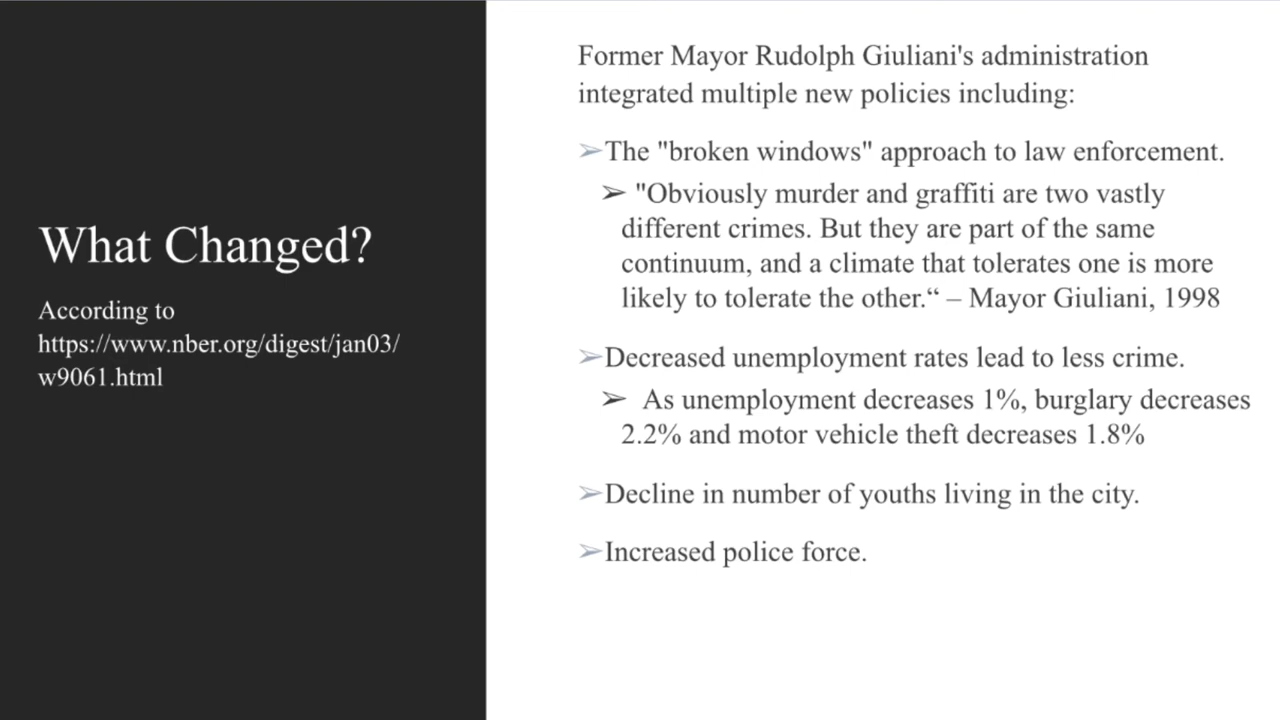 What Changed?
According to
https://www.nber.org/digest/jan03/
w9061.html
Former Mayor Rudolph Giuliani's administration
integrated multiple new policies including:
➢The "broken windows" approach to law enforcement.
➢ "Obviously murder and graffiti are two vastly
different crimes. But they are part of the same
continuum, and a climate that tolerates one is more
likely to tolerate the other.“ – Mayor Giuliani, 1998
➢Decreased unemployment rates lead to less crime.
➢ As unemployment decreases 1%, burglary decreases
2.2% and motor vehicle theft decreases 1.8%
➢Decline in number of youths living in the city.
➢Increased police force.